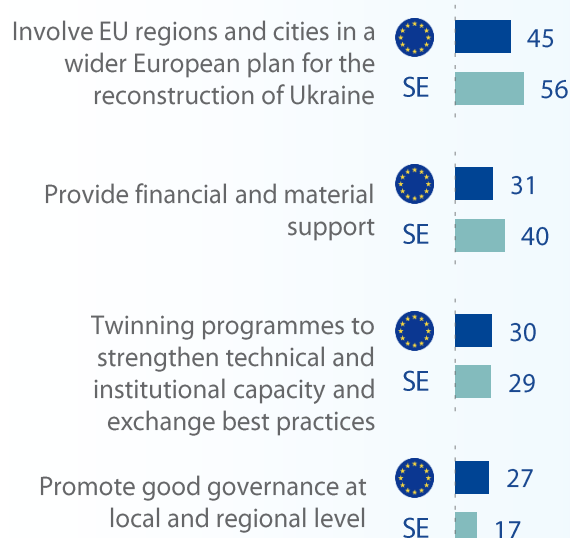 Involve EU regions and cities in a
wider European plan for the
reconstruction of Ukraine
45
SE
56
Provide financial and material
support
31
SE
40
Twinning programmes to
strengthen technical and
institutional capacity and
exchange best practices
30
SE
29
Promote good governance at
local and regional level
27
SE
17